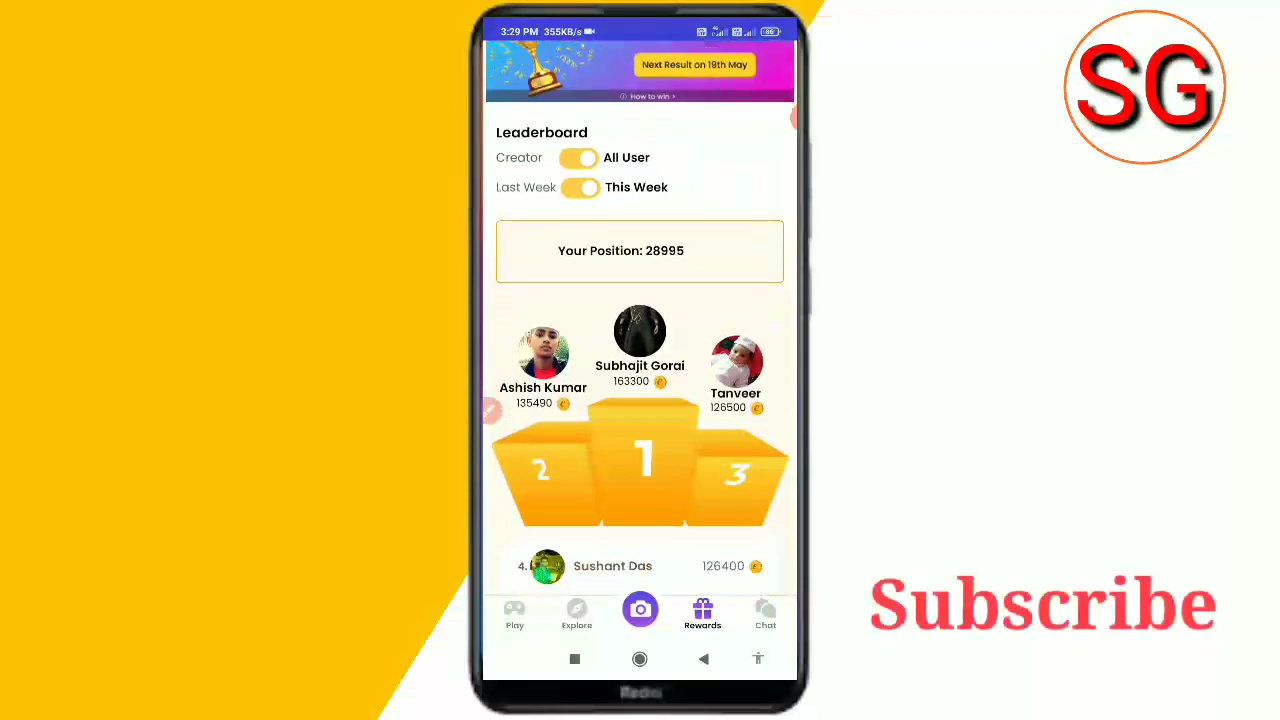 3:29 PM 355KB/s
86
Next Result on 19th May
How to win >
SG
Leaderboard
Creator All User
Last Week This Week
Your Position: 28995
Subhajit Gorai
163300
Ashish Kumar
135490
Tanveer
126500
1
2
3
4. Sushant Das 126400
Play Explore Rewards Chat
Redmi
Subscribe